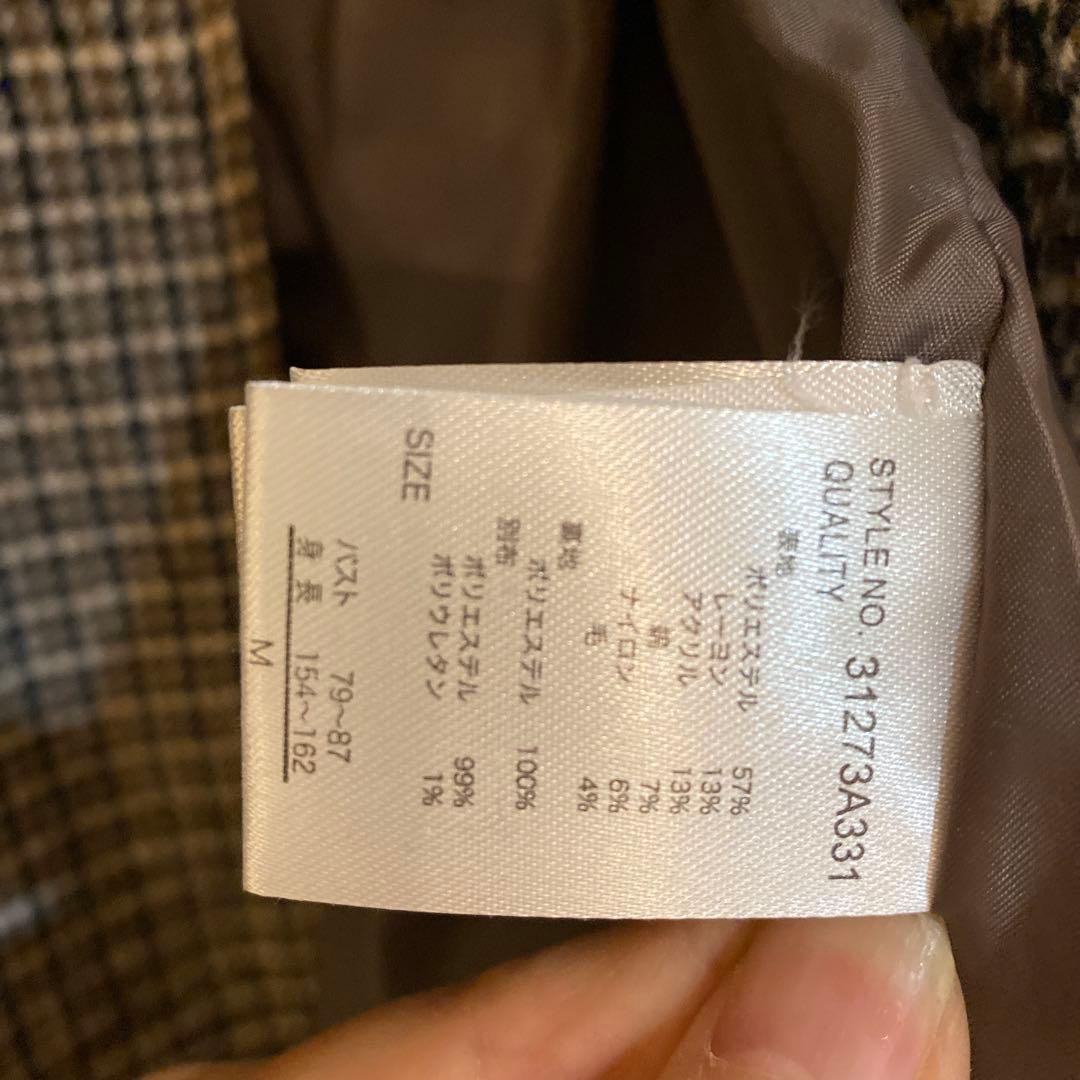 STYLE NO. 31273A331
QUALITY
表地
ポリエステル 57%
レーヨン 13%
アクリル 13%
綿 7%
ナイロン 6%
毛 4%
裏地
ポリエステル 100%
別布
ポリエステル 99%
ポリウレタン 1%
SIZE
バスト 79~87
身長 154~162
M